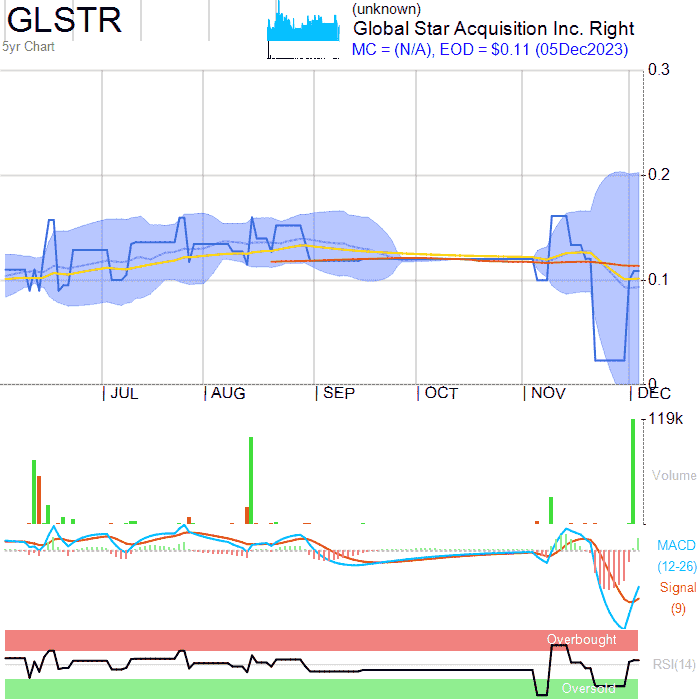 GLSTR
5yr Chart
(unknown)
Global Star Acquisition Inc. Right
MC = (N/A), EOD = $0.11 (05Dec2023)
0.3
0.2
0.1
0
JUL AUG SEP OCT NOV DEC
119k
Volume
MACD
(12-26)
Signal
(9)
Overbought
RSI(14)
Oversold